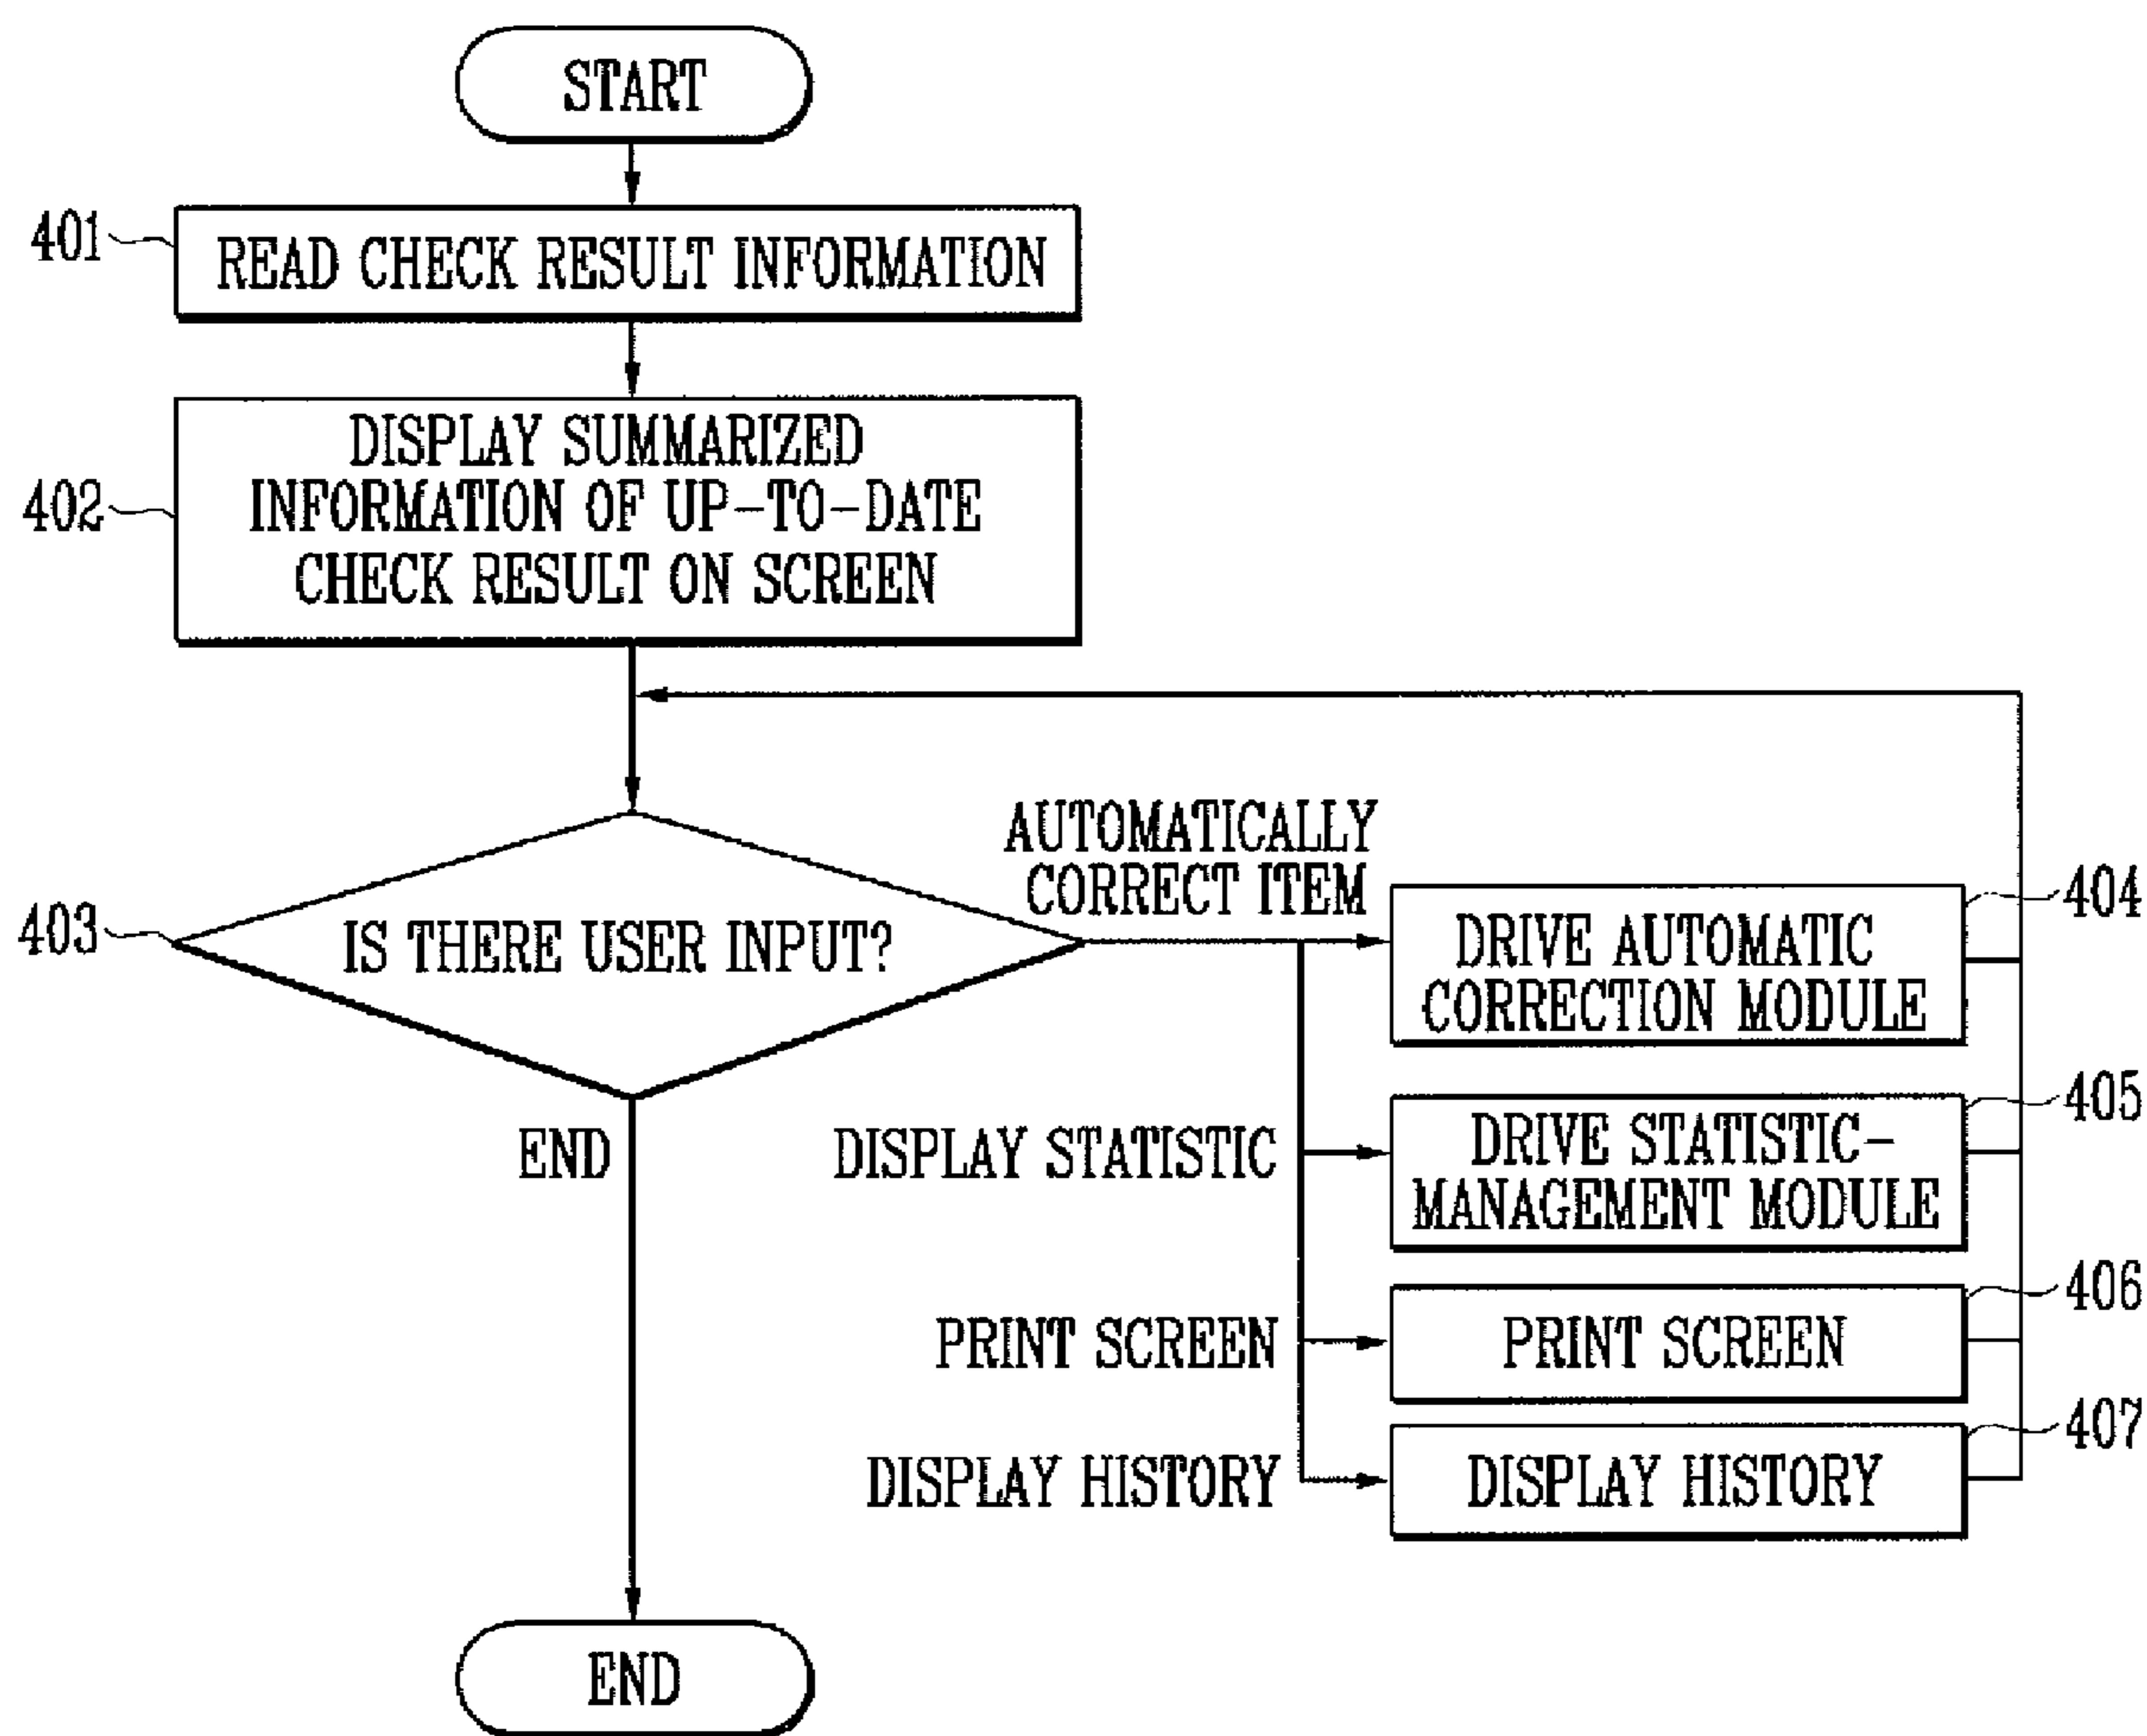 START
401
READ CHECK RESULT INFORMATION
402
DISPLAY SUMMARIZED
INFORMATION OF UP-TO-DATE
CHECK RESULT ON SCREEN
403
IS THERE USER INPUT?
AUTOMATICALLY
CORRECT ITEM
DRIVE AUTOMATIC
CORRECTION MODULE
404
END
DISPLAY STATISTIC
DRIVE STATISTIC-
MANAGEMENT MODULE
405
PRINT SCREEN
PRINT SCREEN
406
DISPLAY HISTORY
DISPLAY HISTORY
407
END